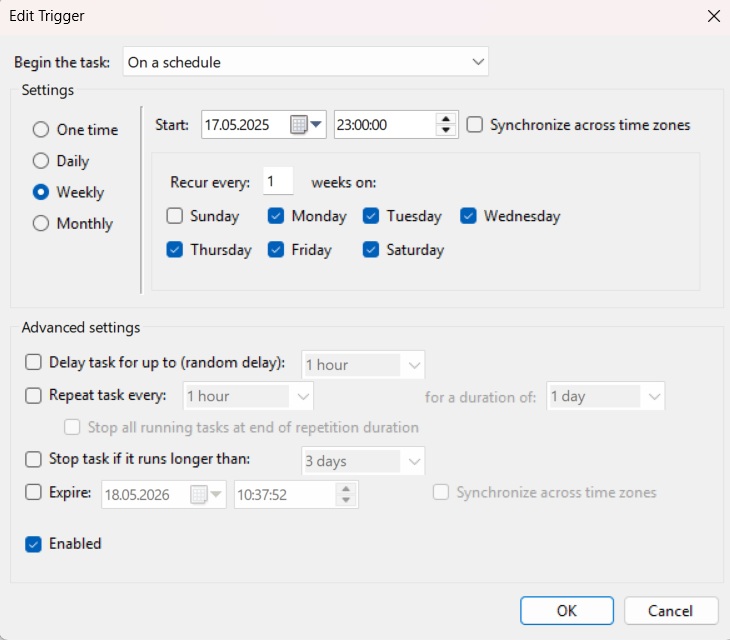 Edit Trigger
Begin the task: On a schedule
Settings
One time
Daily
Weekly
Monthly
Start: 17.05.2025 23:00:00 Synchronize across time zones
Recur every: 1 weeks on:
Sunday Monday Tuesday Wednesday
Thursday Friday Saturday
Advanced settings
Delay task for up to (random delay): 1 hour
Repeat task every: 1 hour for a duration of: 1 day
Stop all running tasks at end of repetition duration
Stop task if it runs longer than: 3 days
Expire: 18.05.2026 10:37:52 Synchronize across time zones
Enabled
OK Cancel